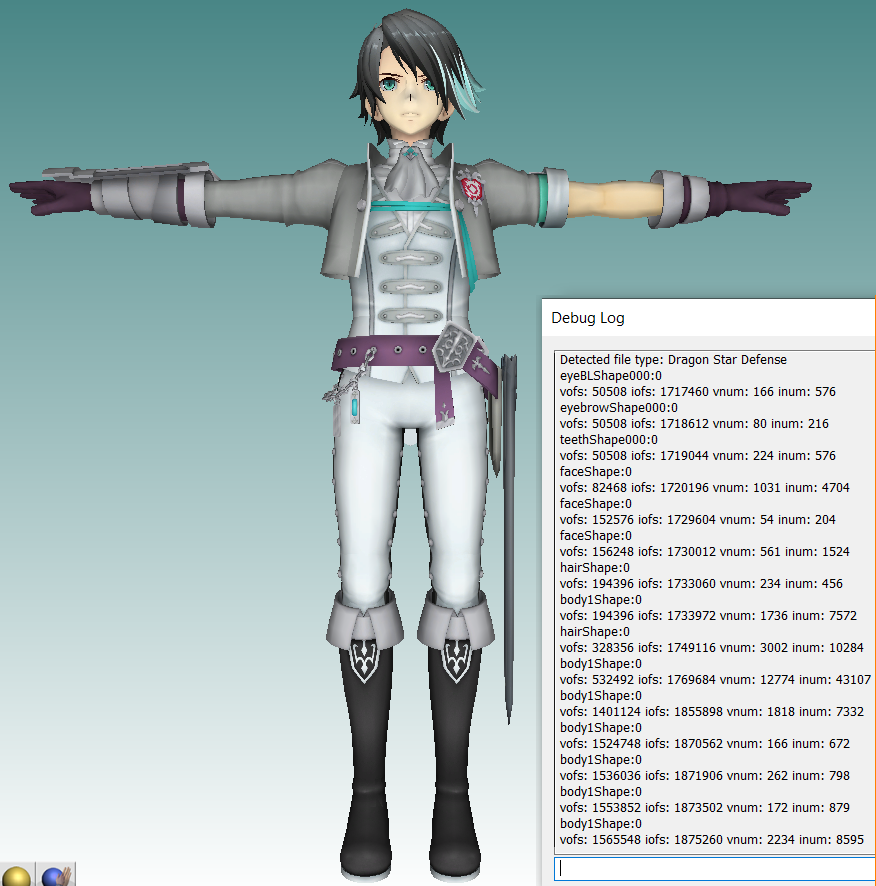 Debug Log
Detected file type: Dragon Star Defense
eyeBLShape000:0
vofs: 50508 iofs: 1717460 vnum: 166 inum: 576
eyebrowShape000:0
vofs: 50508 iofs: 1718612 vnum: 80 inum: 216
teethShape000:0
vofs: 50508 iofs: 1719044 vnum: 224 inum: 576
faceShape:0
vofs: 82468 iofs: 1720196 vnum: 1031 inum: 4704
faceShape:0
vofs: 152576 iofs: 1729604 vnum: 54 inum: 204
faceShape:0
vofs: 156248 iofs: 1730012 vnum: 561 inum: 1524
hairShape:0
vofs: 194396 iofs: 1733060 vnum: 234 inum: 456
body1Shape:0
vofs: 194396 iofs: 1733972 vnum: 1736 inum: 7572
hairShape:0
vofs: 328356 iofs: 1749116 vnum: 3002 inum: 10284
body1Shape:0
vofs: 532492 iofs: 1769684 vnum: 12774 inum: 43107
body1Shape:0
vofs: 1401124 iofs: 1855898 vnum: 1818 inum: 7332
body1Shape:0
vofs: 1524748 iofs: 1870562 vnum: 166 inum: 672
body1Shape:0
vofs: 1536036 iofs: 1871906 vnum: 262 inum: 798
body1Shape:0
vofs: 1553852 iofs: 1873502 vnum: 172 inum: 879
body1Shape:0
vofs: 1565548 iofs: 1875260 vnum: 2234 inum: 8595